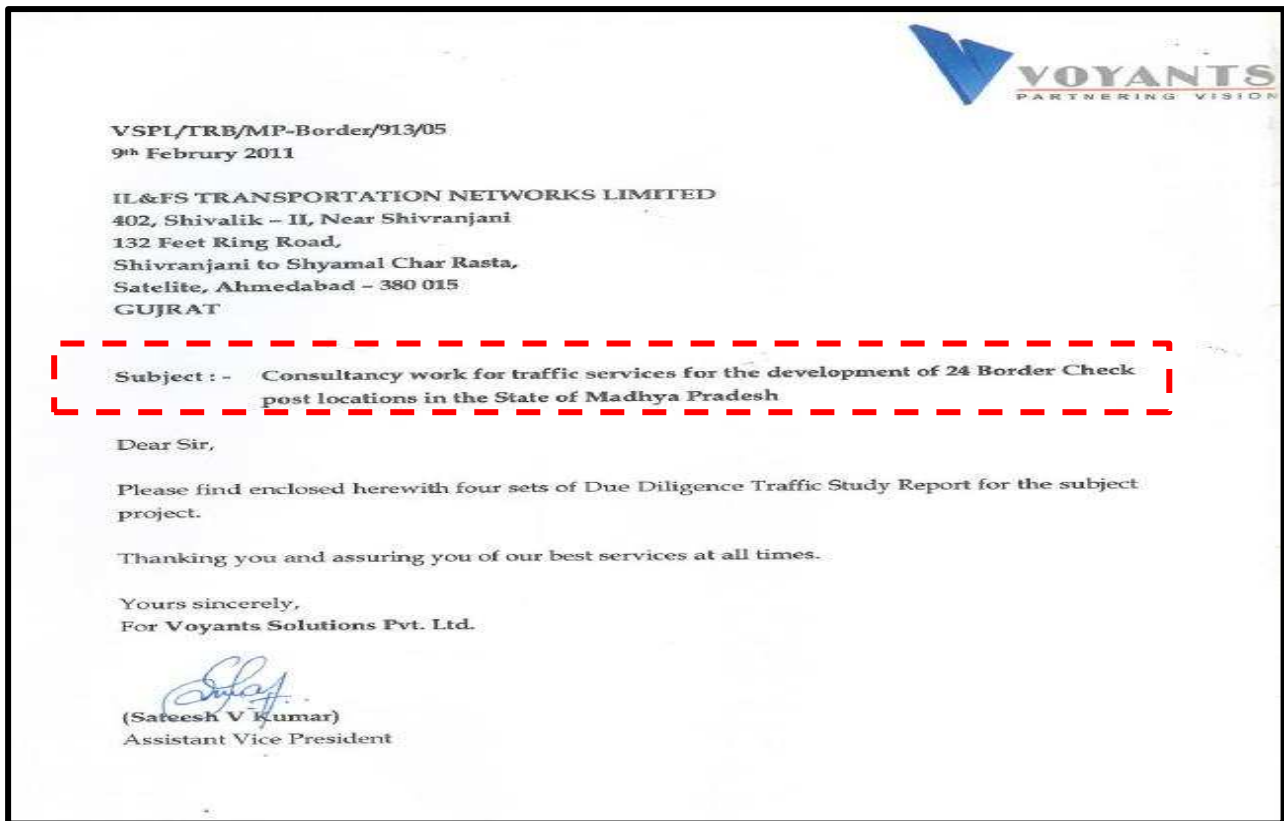 VOYANTS
PARTNERING VISION
VSPL/TRB/MP-Border/913/05
9th Februry 2011
IL&FS TRANSPORTATION NETWORKS LIMITED
402, Shivalik – II, Near Shivranjani
132 Feet Ring Road,
Shivranjani to Shyamal Char Rasta,
Satelite, Ahmedabad – 380 015
GUJRAT
Subject : - Consultancy work for traffic services for the development of 24 Border Check
post locations in the State of Madhya Pradesh
Dear Sir,
Please find enclosed herewith four sets of Due Diligence Traffic Study Report for the subject
project.
Thanking you and assuring you of our best services at all times.
Yours sincerely,
For Voyants Solutions Pvt. Ltd.
(Sateesh V Kumar)
Assistant Vice President